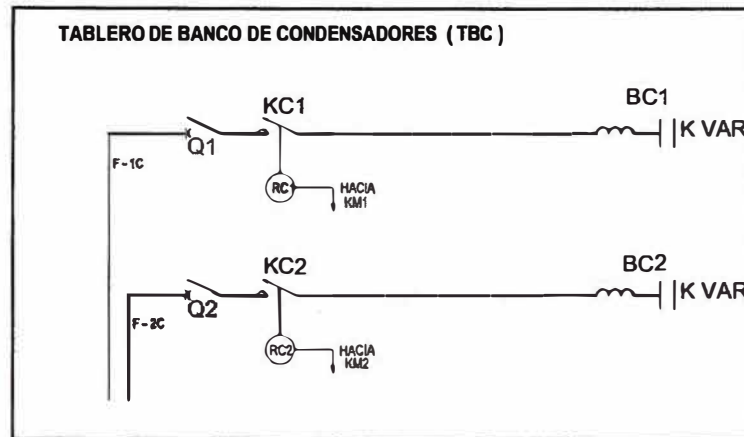 TABLERO DE BANCO DE CONDENSADORES ( TBC )
KC1
BC1
Q1
K VAR
F-1C
RC1
HACIA
KM1
KC2
BC2
Q2
K VAR
F-2C
RC2
HACIA
KM2